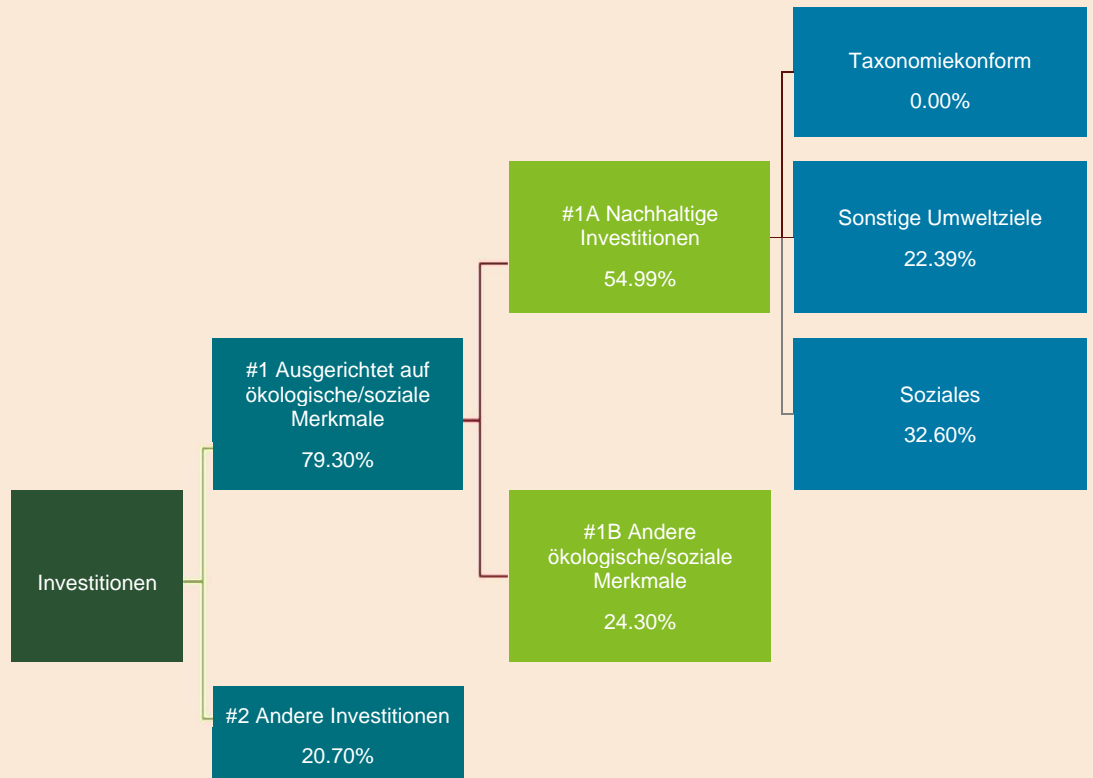 Taxonomiekonform
0.00%
#1A Nachhaltige
Investitionen
54.99%
Sonstige Umweltziele
22.39%
#1 Ausgerichtet auf
ökologische/soziale
Merkmale
79.30%
Soziales
32.60%
Investitionen
#1B Andere
ökologische/soziale
Merkmale
24.30%
#2 Andere Investitionen
20.70%